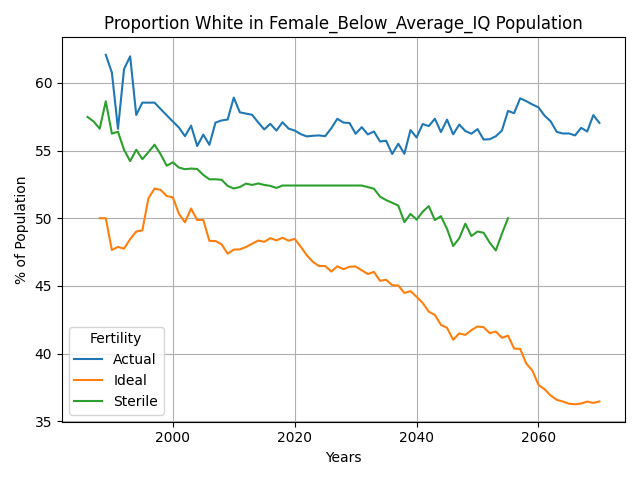 Proportion White in Female_Below_Average_IQ Population
% of Population
60
55
50
45
40
35
Fertility
Actual
Ideal
Sterile
2000
2020
2040
2060
Years